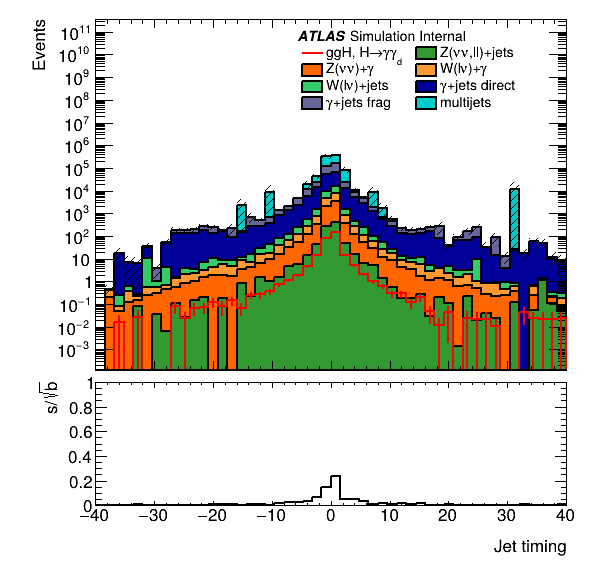 ATLAS Simulation Internal
ggH, H→γγ_d
Z(νν,ll)+jets
Z(νν)+γ
W(lν)+γ
W(lν)+jets
γ+jets direct
γ+jets frag
multijets
Events
10¹¹
10¹⁰
10⁹
10⁸
10⁷
10⁶
10⁵
10⁴
10³
10²
10
1
10⁻¹
10⁻²
10⁻³
s/√b
1
0.8
0.6
0.4
0.2
0
−40 −30 −20 −10 0 10 20 30 40
Jet timing